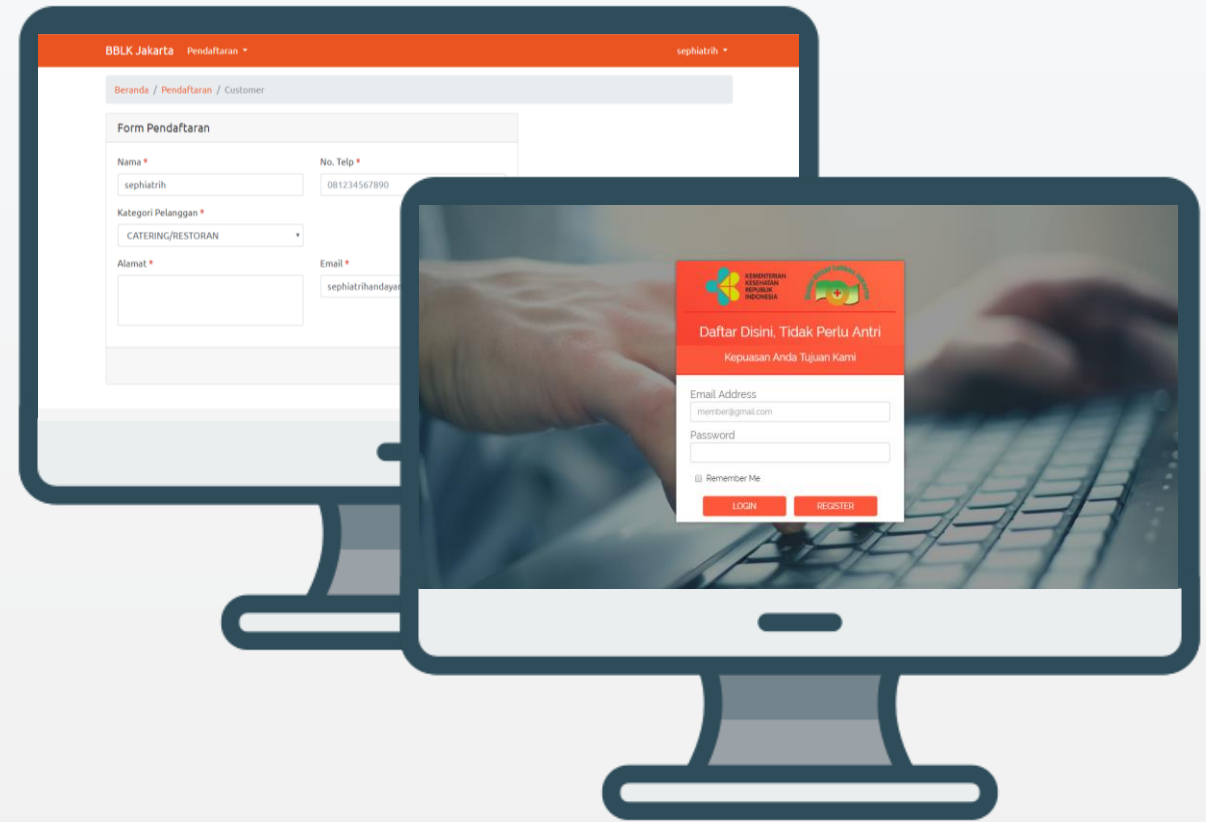 BBLK Jakarta Pendaftaran sephiatrih
Beranda / Pendaftaran / Customer
Form Pendaftaran
Nama * No. Telp *
sephiatrih 081234567890
Kategori Pelanggan *
CATERING/RESTORAN
Alamat * Email *
sephiatrihandayan
KEMENTERIAN
KESEHATAN
REPUBLIK
INDONESIA
Daftar Disini, Tidak Perlu Antri
Kepuasan Anda Tujuan Kami
Email Address
member@gmail.com
Password
Remember Me
LOGIN REGISTER